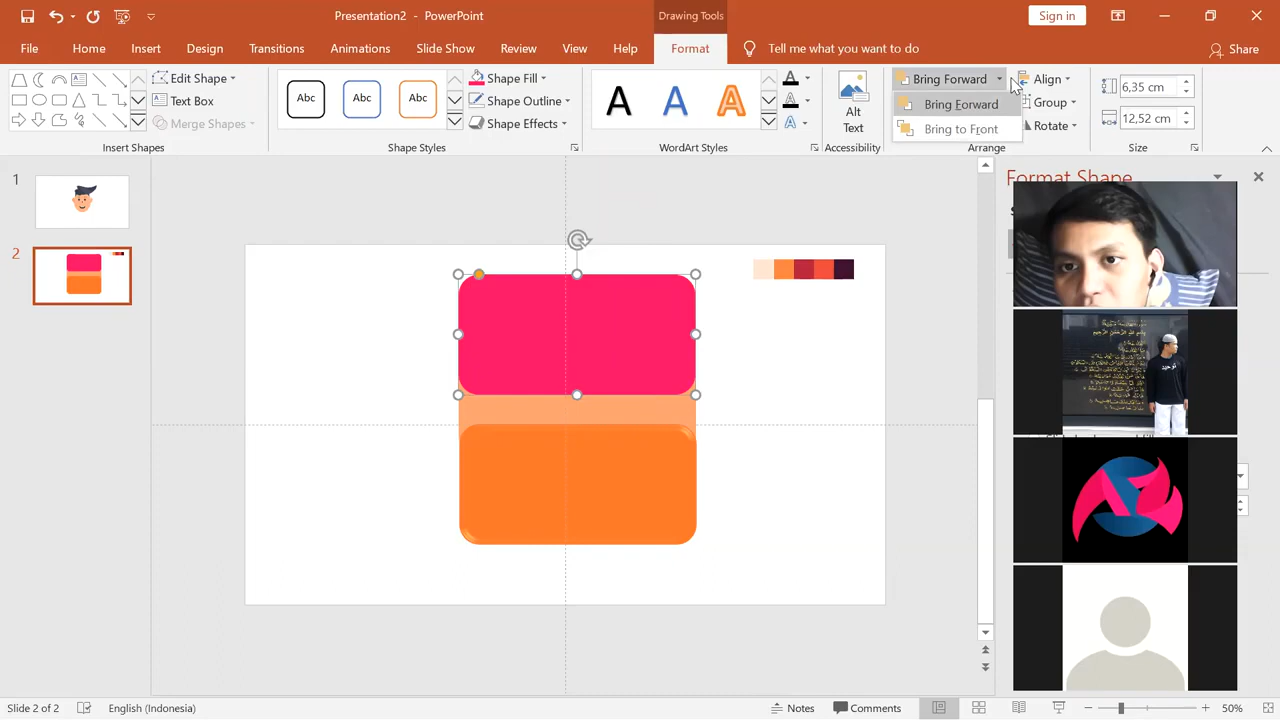 Presentation2 - PowerPoint
Drawing Tools
Sign in
File
Home
Insert
Design
Transitions
Animations
Slide Show
Review
View
Help
Format
Tell me what you want to do
Share
Edit Shape
Text Box
Merge Shapes
Insert Shapes
Abc
Abc
Abc
Shape Fill
Shape Outline
Shape Effects
Shape Styles
A
A
A
WordArt Styles
Alt
Text
Accessibility
Bring Forward
Bring Forward
Bring to Front
Align
Group
Rotate
Arrange
6,35 cm
12,52 cm
Size
1
2
Format Shape
Slide 2 of 2
English (Indonesia)
Notes
Comments
50%